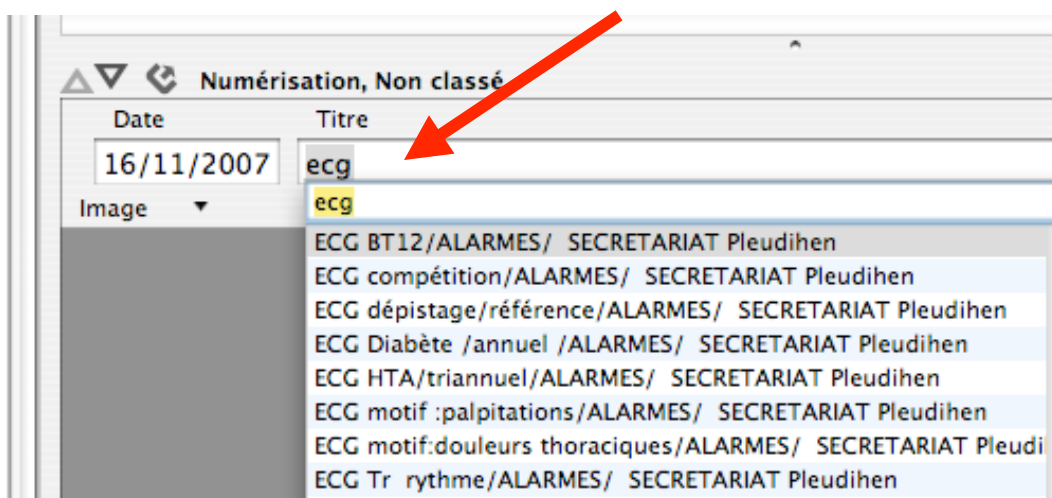 Numérisation, Non classé
Date Titre
16/11/2007 ecg
Image ecg
ECG BT12/ALARMES/ SECRETARIAT Pleudihen
ECG compétition/ALARMES/ SECRETARIAT Pleudihen
ECG dépistage/référence/ALARMES/ SECRETARIAT Pleudihen
ECG Diabète /annuel /ALARMES/ SECRETARIAT Pleudihen
ECG HTA/triannuel/ALARMES/ SECRETARIAT Pleudihen
ECG motif :palpitations/ALARMES/ SECRETARIAT Pleudihen
ECG motif:douleurs thoraciques/ALARMES/ SECRETARIAT Pleudi
ECG Tr rythme/ALARMES/ SECRETARIAT Pleudihen